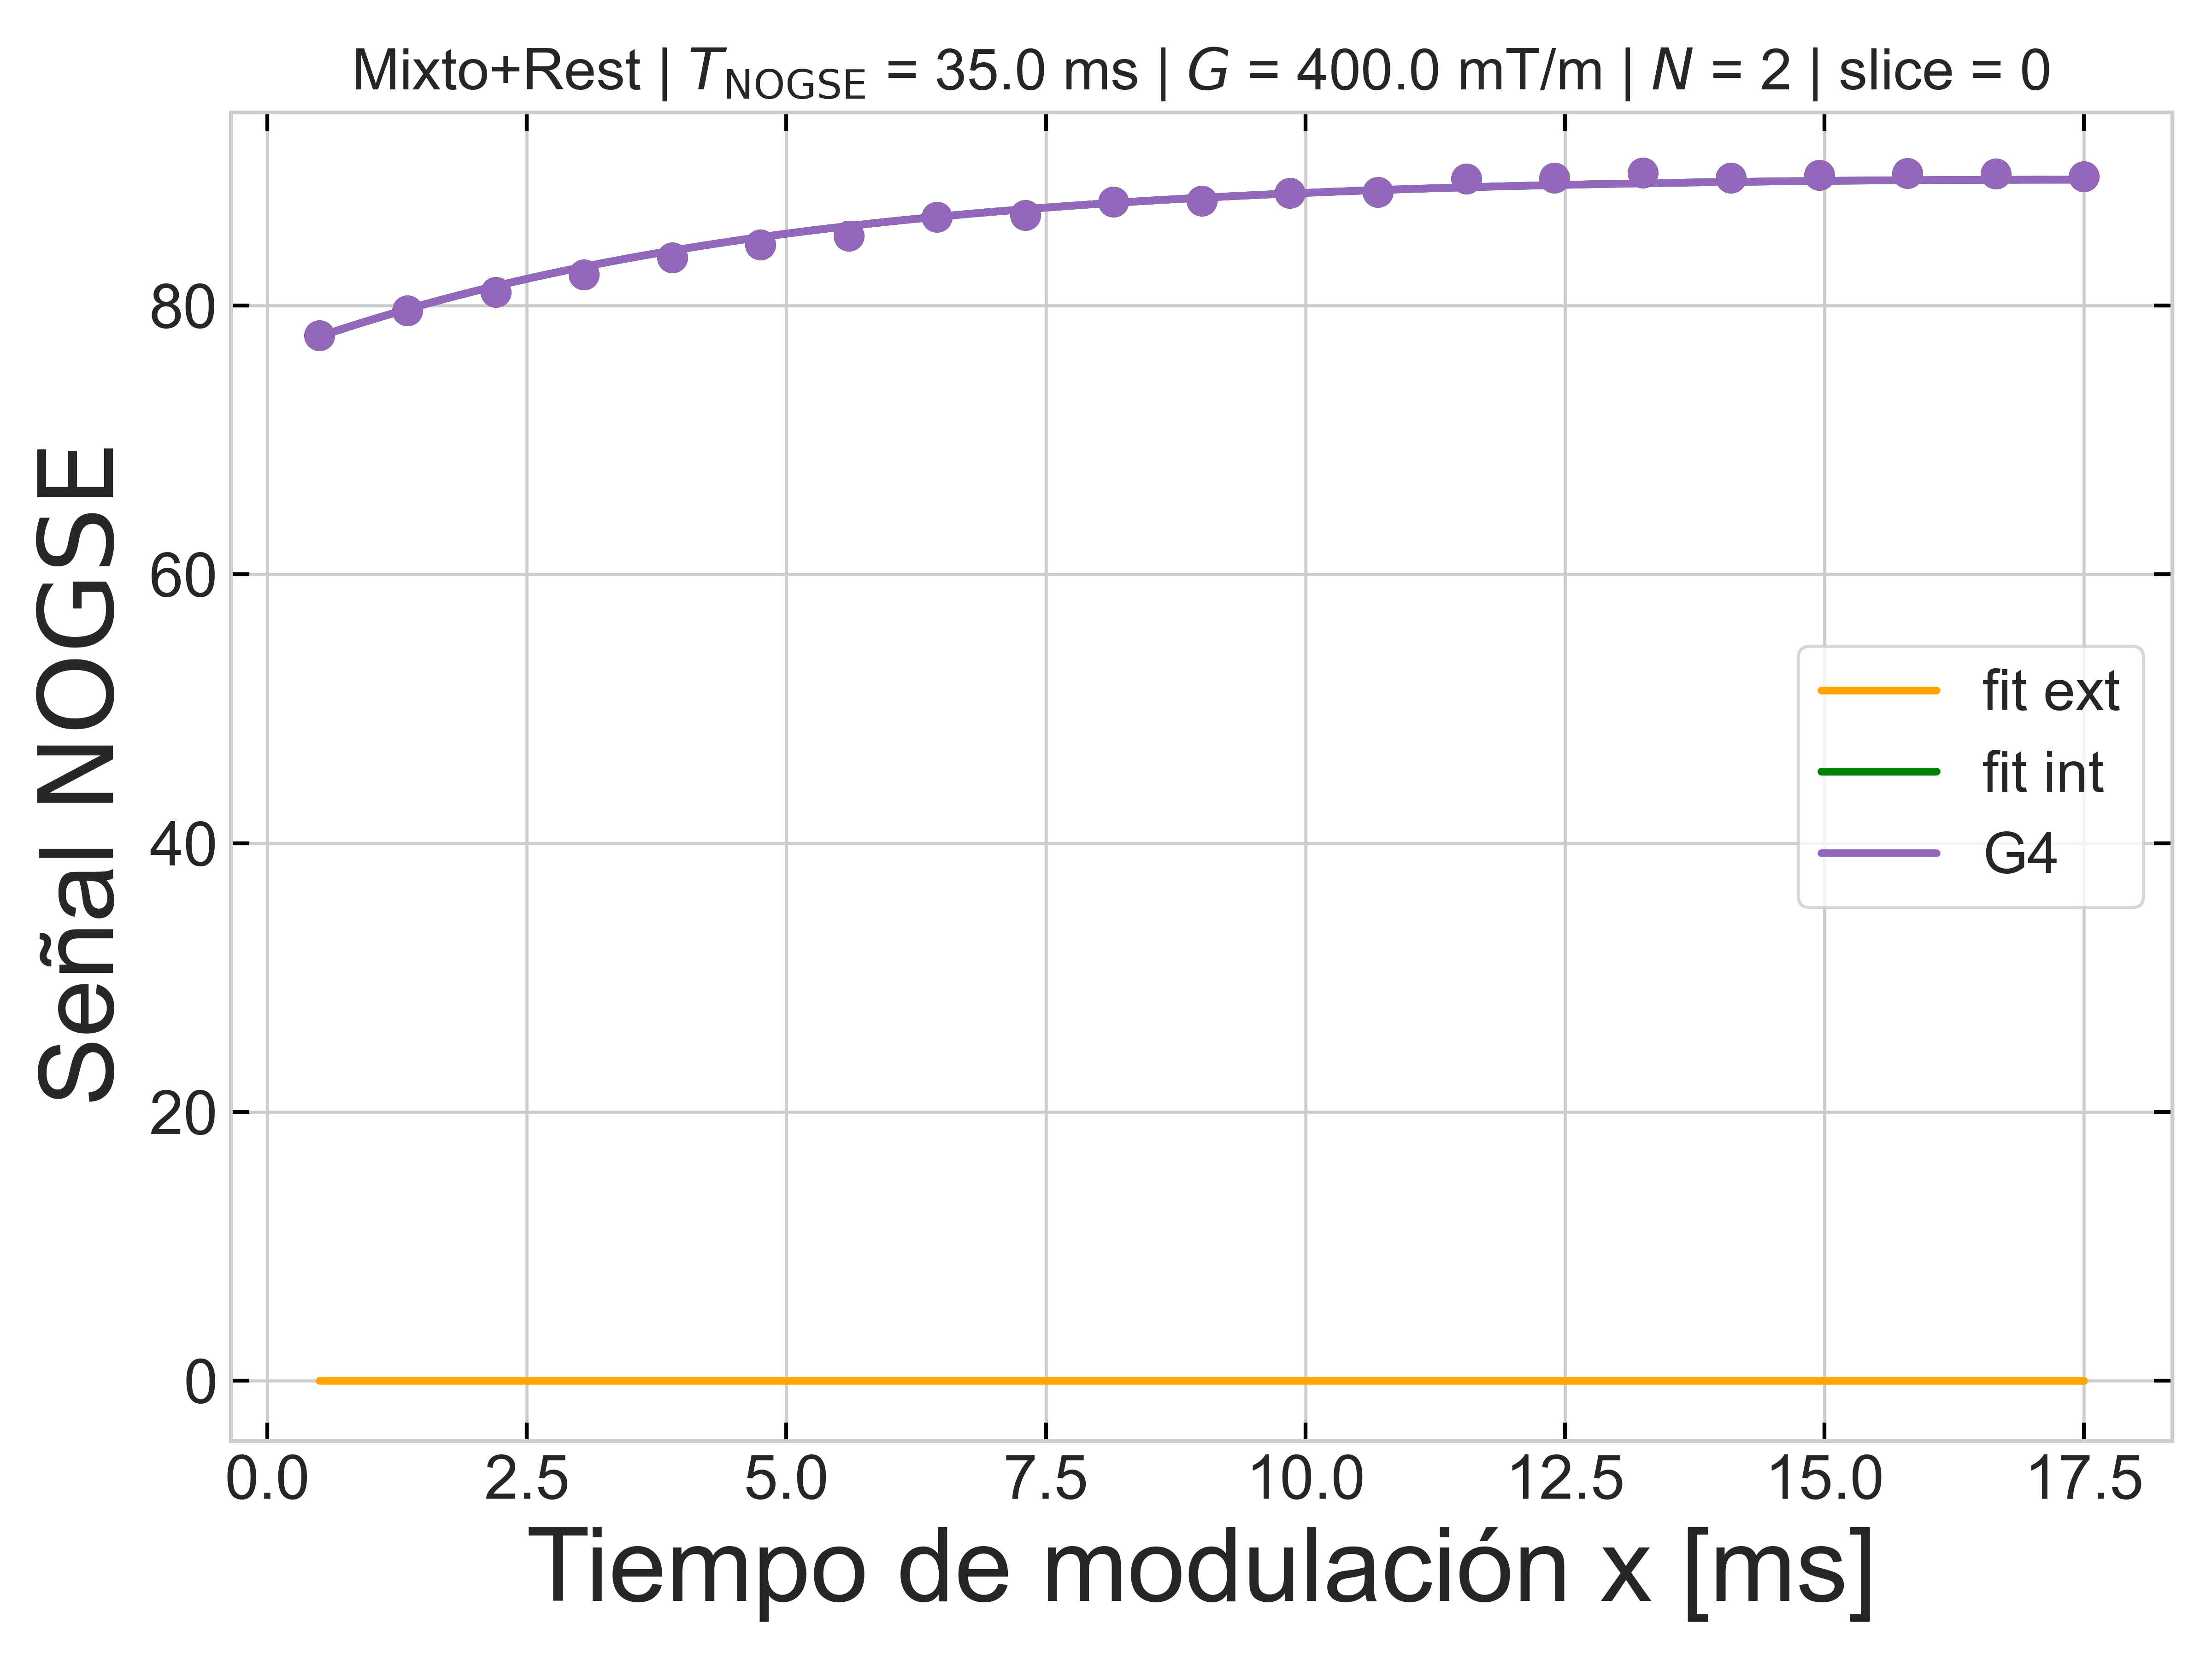 Mixto+Rest | T_NOGSE = 35.0 ms | G = 400.0 mT/m | N = 2 | slice = 0
Señal NOGSE
80
60
40
20
0
fit ext
fit int
G4
0.0 2.5 5.0 7.5 10.0 12.5 15.0 17.5
Tiempo de modulación x [ms]